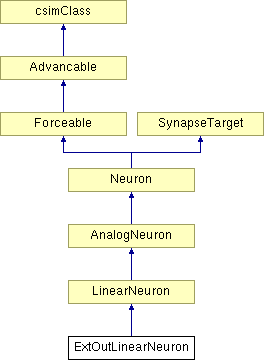 csimClass
Advancable
Forceable
SynapseTarget
Neuron
AnalogNeuron
LinearNeuron
ExtOutLinearNeuron